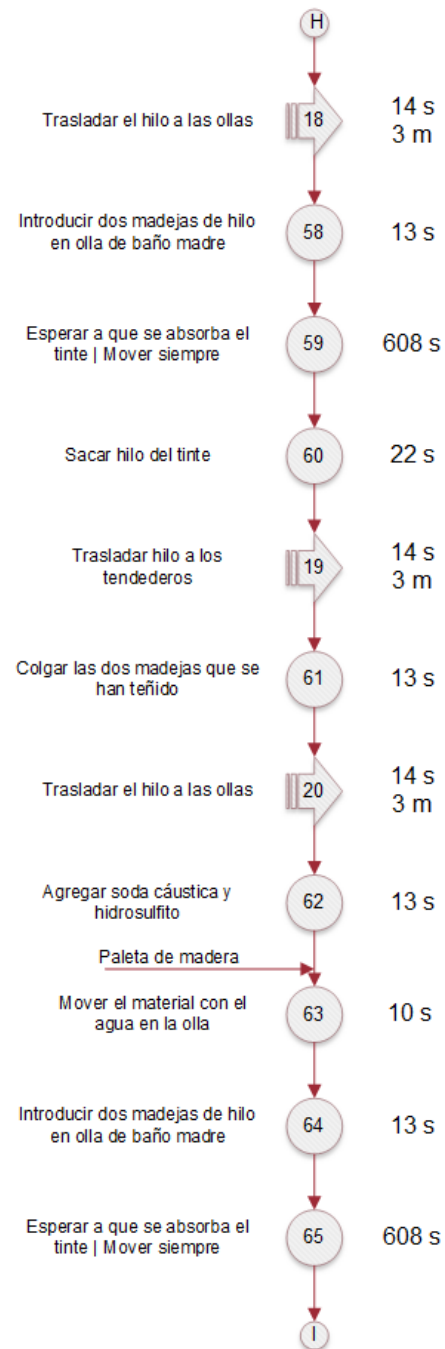 H
Trasladar el hilo a las ollas
18
14 s
3 m
Introducir dos madejas de hilo
en olla de baño madre
58
13 s
Esperar a que se absorba el
tinte | Mover siempre
59
608 s
Sacar hilo del tinte
60
22 s
Trasladar hilo a los
tendederos
19
14 s
3 m
Colgar las dos madejas que se
han teñido
61
13 s
Trasladar el hilo a las ollas
20
14 s
3 m
Agregar soda cáustica y
hidrosulfito
62
13 s
Paleta de madera
Mover el material con el
agua en la olla
63
10 s
Introducir dos madejas de hilo
en olla de baño madre
64
13 s
Esperar a que se absorba el
tinte | Mover siempre
65
608 s
I